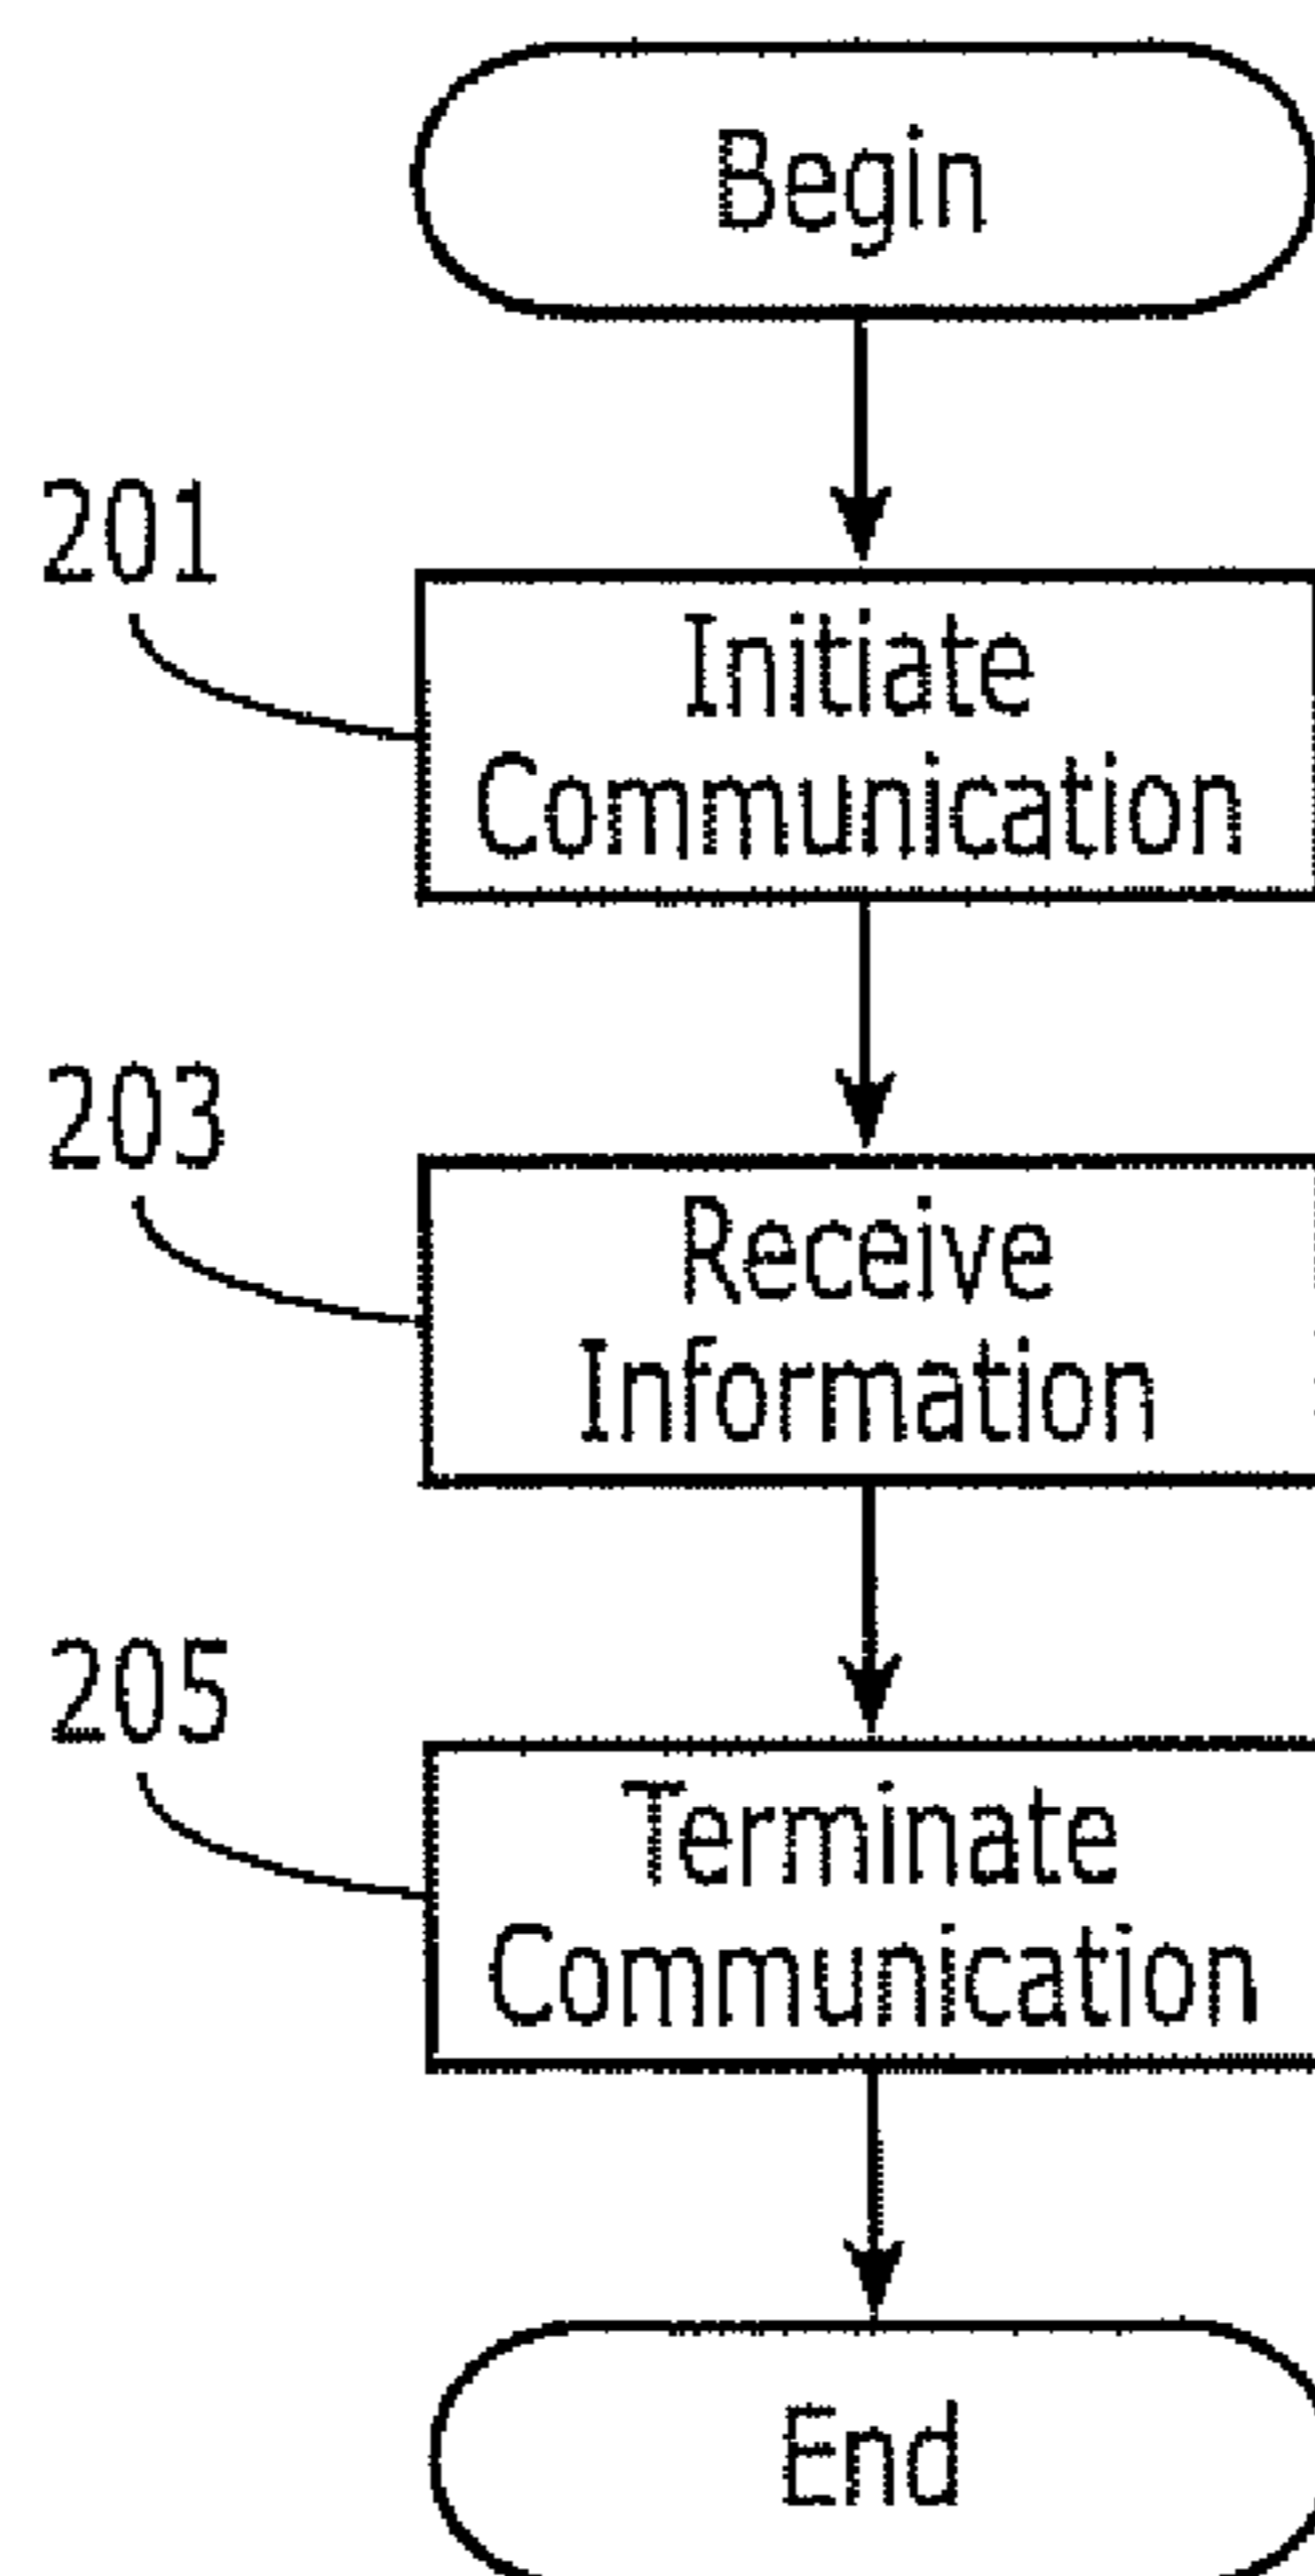 Begin
201
Initiate
Communication
203
Receive
Information
205
Terminate
Communication
End